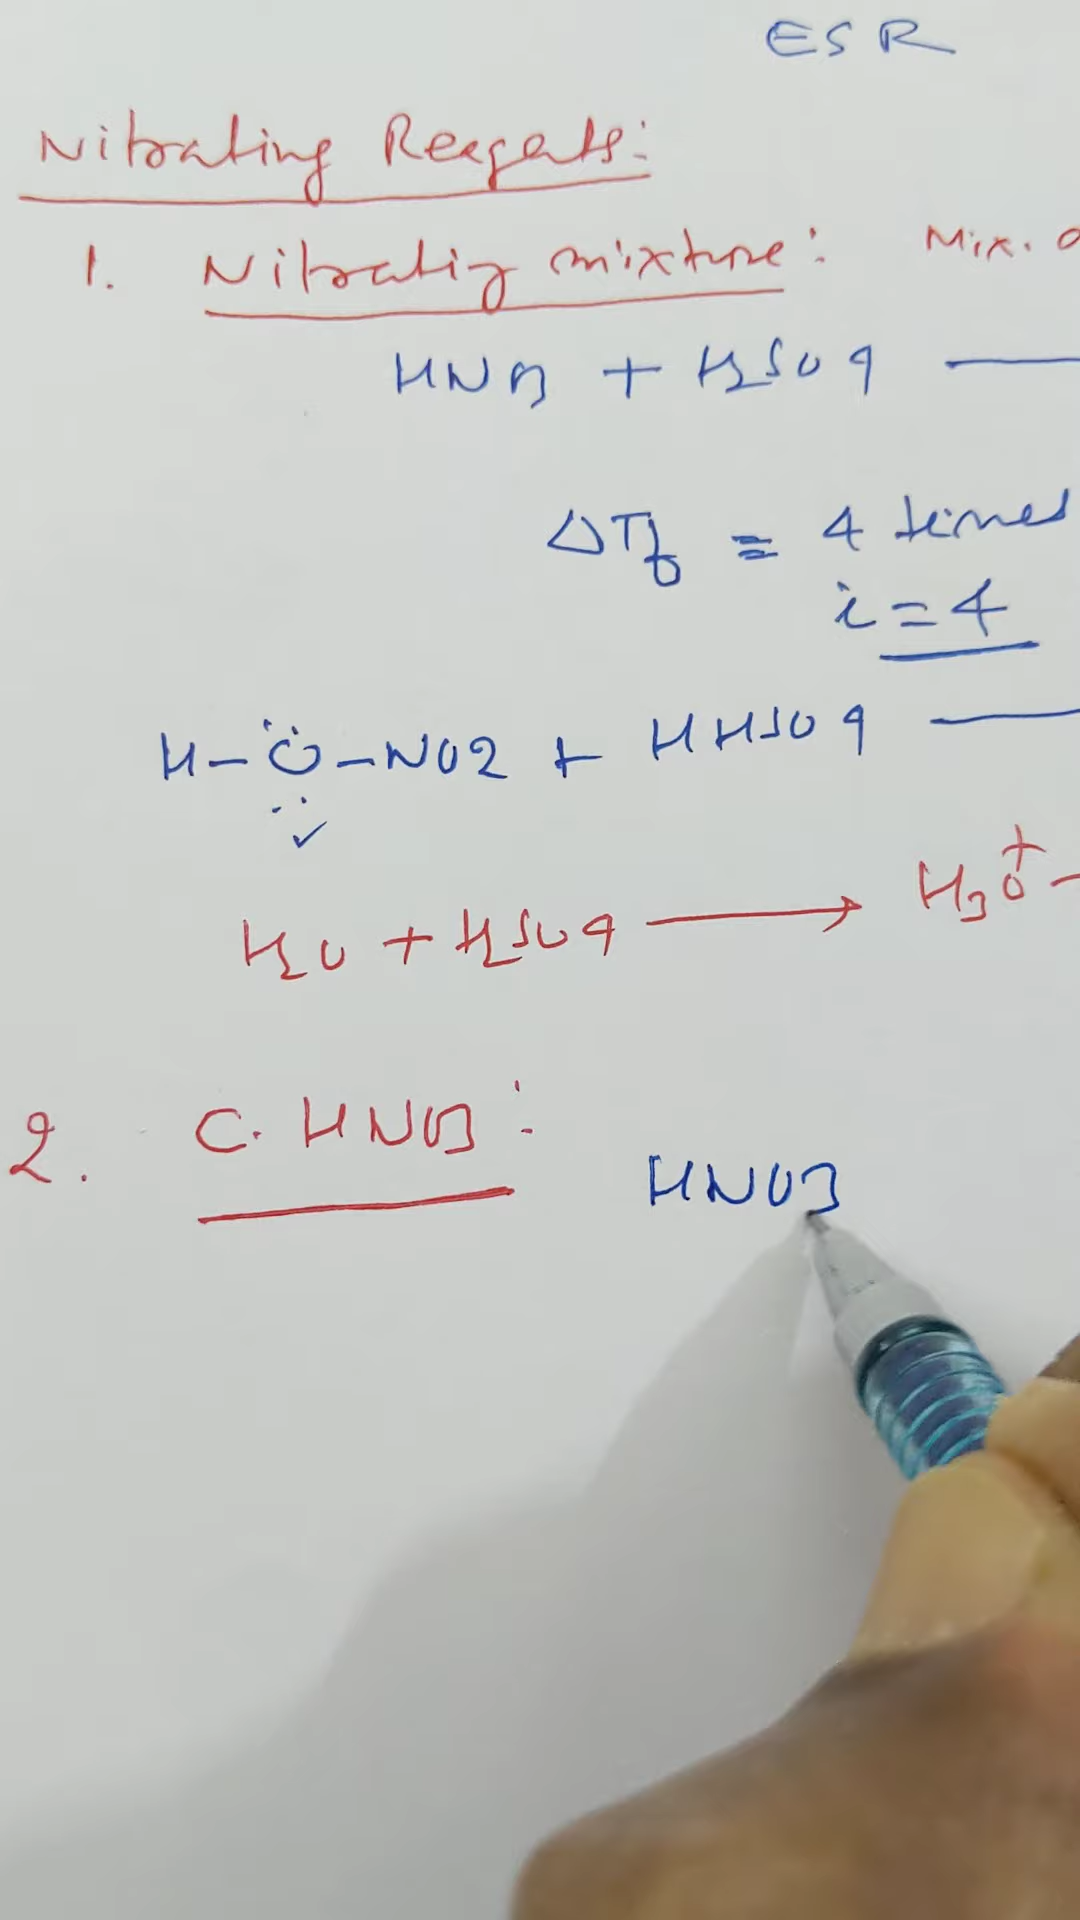 ESR
Nitrating Reagents:
1. Nitrating mixture: Mix. o
HNO3 + H2SO4 —
ΔTf = 4 times
i = 4
H-Ö-NO2 + HHSO4 —
H2O + H2SO4 → H3O+ -
2. C. HNO3:
HNO3